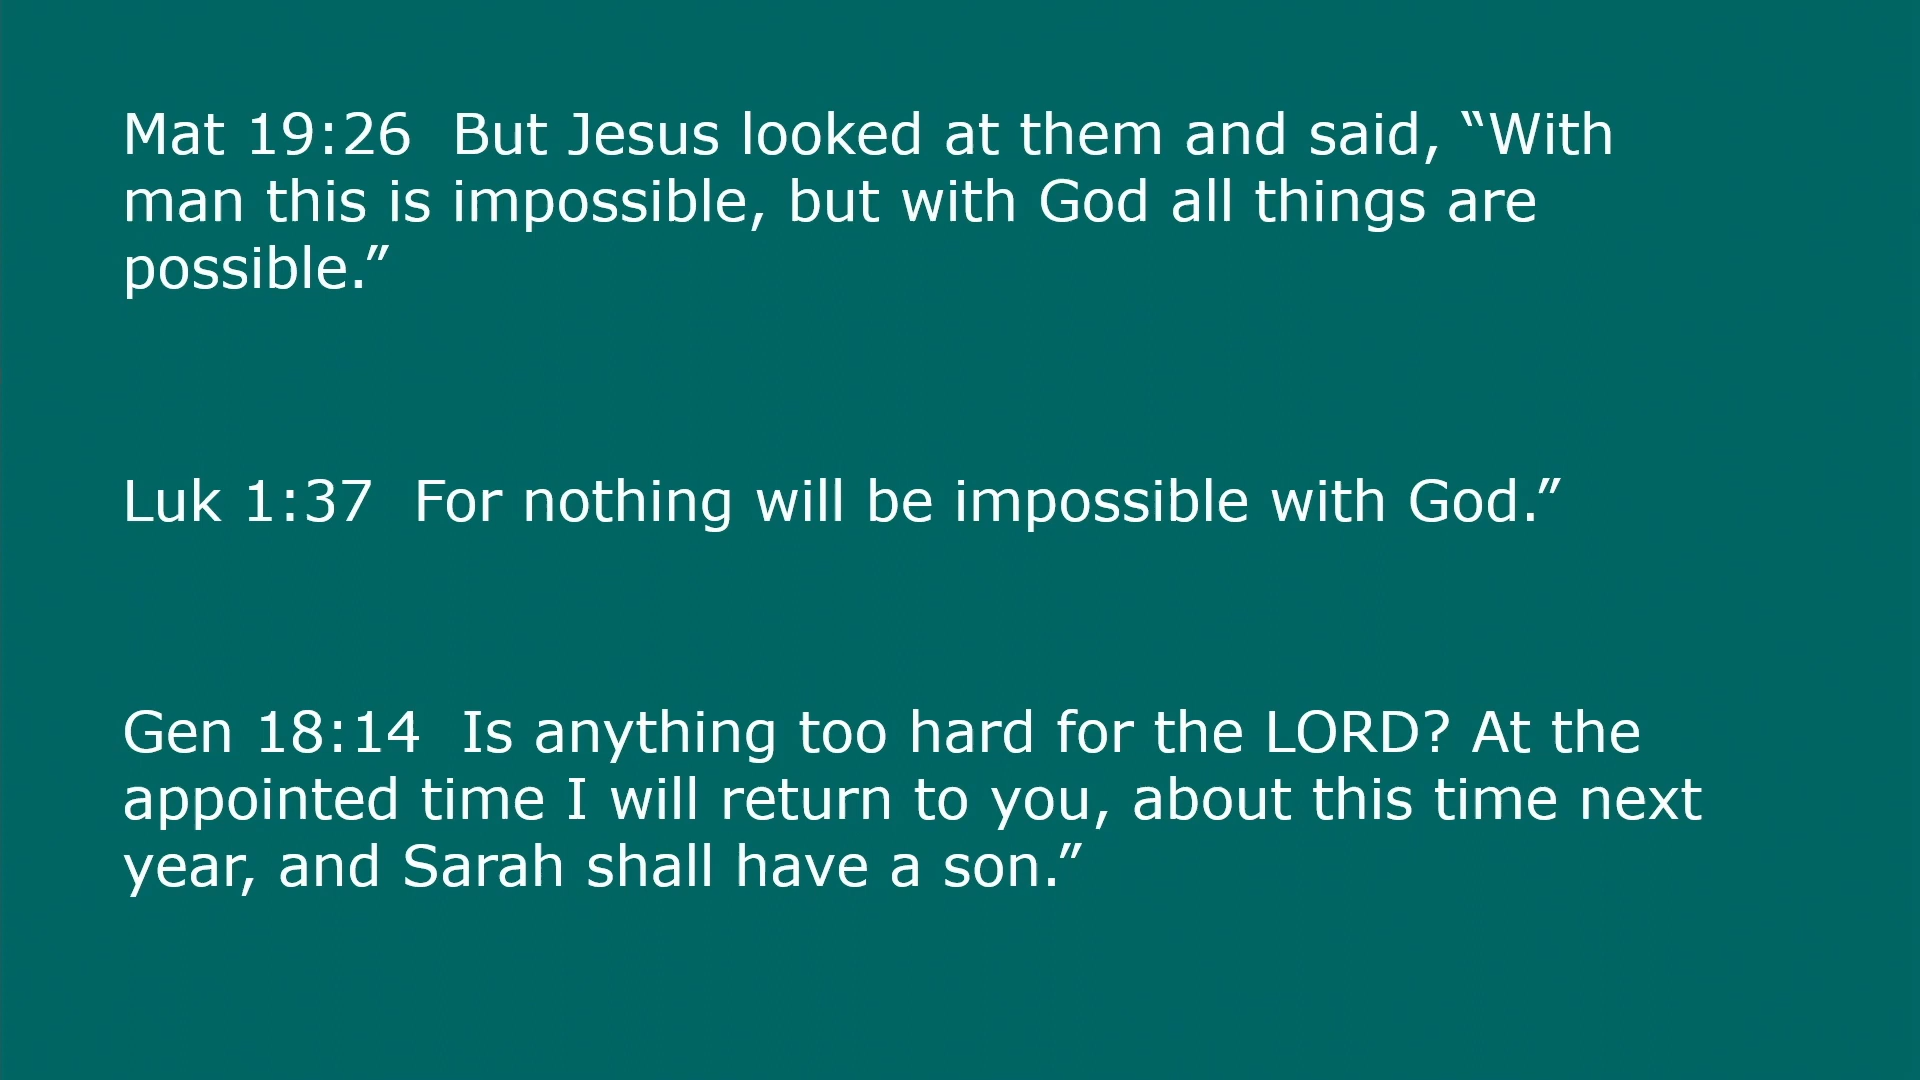 Mat 19:26  But Jesus looked at them and said, “With
man this is impossible, but with God all things are
possible.”
Luk 1:37  For nothing will be impossible with God.”
Gen 18:14  Is anything too hard for the LORD? At the
appointed time I will return to you, about this time next
year, and Sarah shall have a son.”